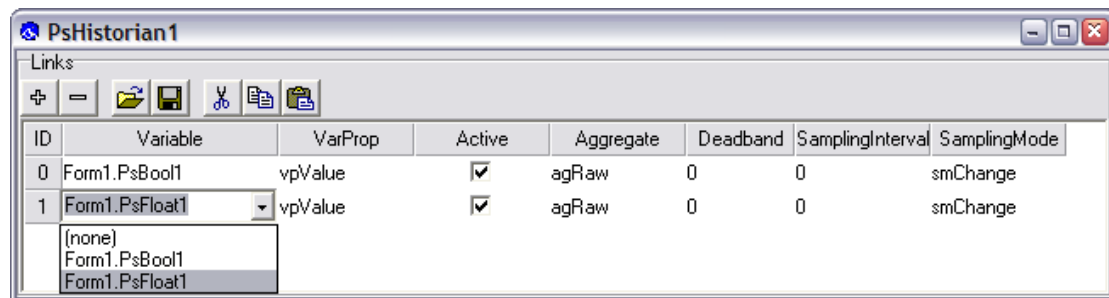 PsHistorian1
Links
ID Variable VarProp Active Aggregate Deadband SamplingInterval SamplingMode
0 Form1.PsBool1 vpValue agRaw 0 0 smChange
1 Form1.PsFloat1 vpValue agRaw 0 0 smChange
(none)
Form1.PsBool1
Form1.PsFloat1